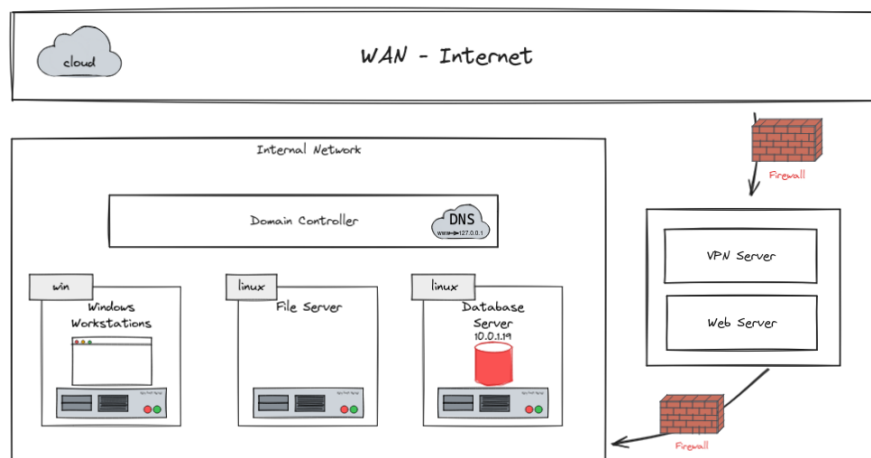 cloud
WAN - Internet
Firewall
Internal Network
Domain Controller
DNS
www 127.0.0.1
VPN Server
Web Server
win
Windows
Workstations
linux
File Server
linux
Database
Server
10.0.1.19
Firewall